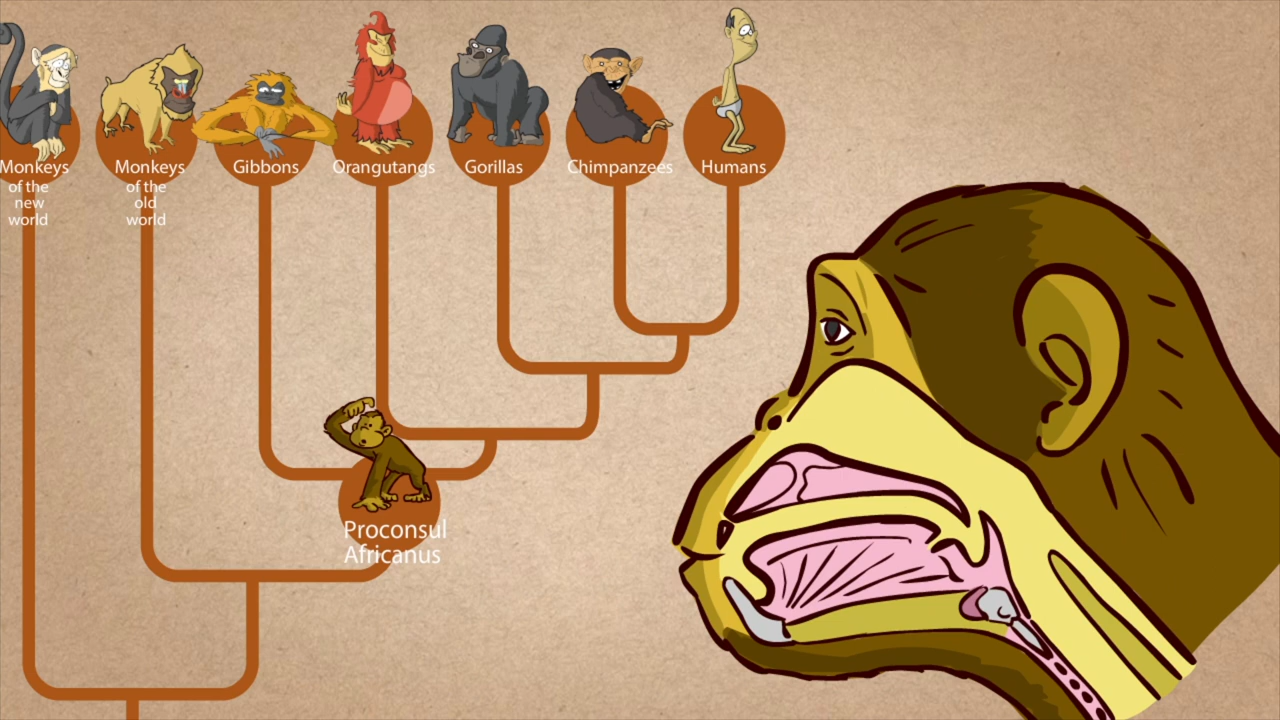 Monkeys
of the
new
world
Monkeys
of the
old
world
Gibbons
Orangutangs
Gorillas
Chimpanzees
Humans
Proconsul
Africanus